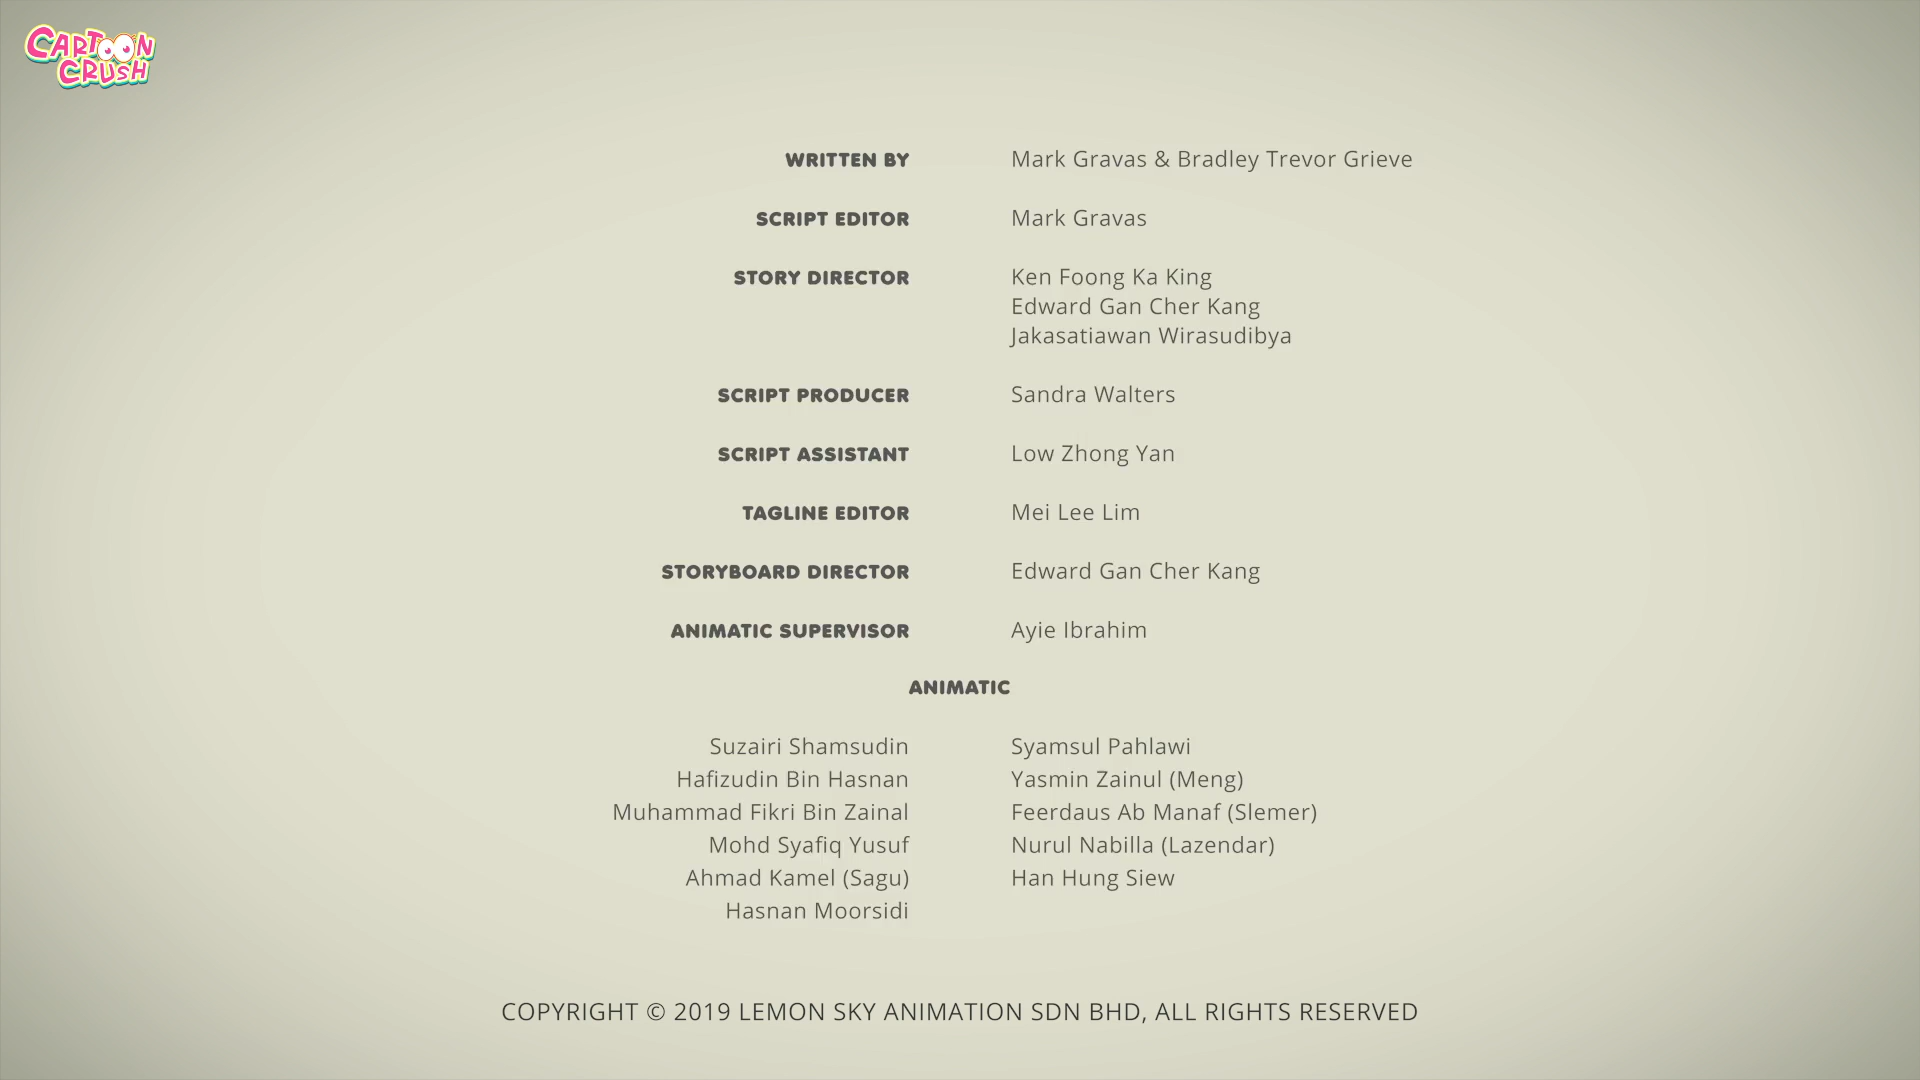 CARTOON
CRUSH
WRITTEN BY Mark Gravas & Bradley Trevor Grieve
SCRIPT EDITOR Mark Gravas
STORY DIRECTOR Ken Foong Ka King
Edward Gan Cher Kang
Jakasatiawan Wirasudibya
SCRIPT PRODUCER Sandra Walters
SCRIPT ASSISTANT Low Zhong Yan
TAGLINE EDITOR Mei Lee Lim
STORYBOARD DIRECTOR Edward Gan Cher Kang
ANIMATIC SUPERVISOR Ayie Ibrahim
ANIMATIC
Suzairi Shamsudin Syamsul Pahlawi
Hafizudin Bin Hasnan Yasmin Zainul (Meng)
Muhammad Fikri Bin Zainal Feerdaus Ab Manaf (Slemer)
Mohd Syafiq Yusuf Nurul Nabilla (Lazendar)
Ahmad Kamel (Sagu) Han Hung Siew
Hasnan Moorsidi
COPYRIGHT © 2019 LEMON SKY ANIMATION SDN BHD, ALL RIGHTS RESERVED